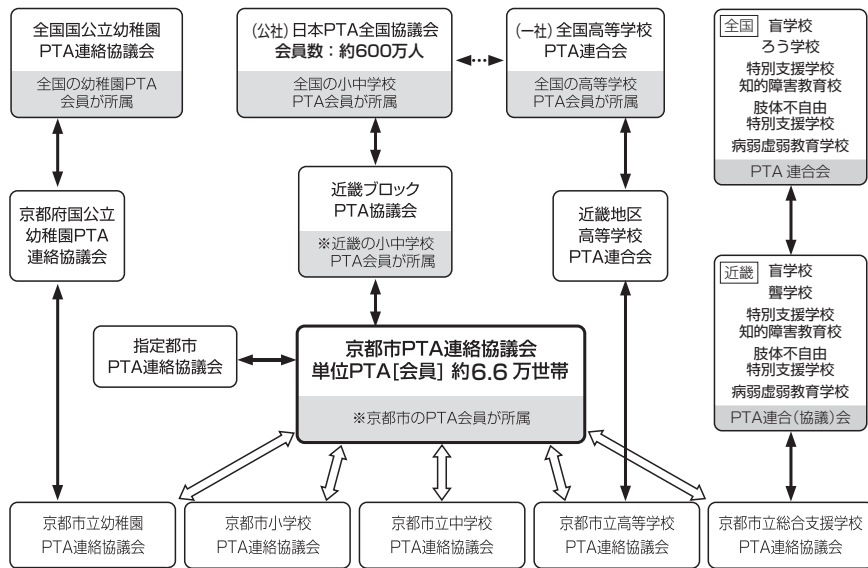 全国国公立幼稚園
PTA連絡協議会
全国の幼稚園PTA
会員が所属
(公社)日本PTA全国協議会
会員数：約600万人
全国の小中学校
PTA会員が所属
(一社)全国高等学校
PTA連合会
全国の高等学校
PTA会員が所属
全国 盲学校
ろう学校
特別支援学校
知的障害教育校
肢体不自由
特別支援学校
病弱虚弱教育学校
PTA 連合会
京都府国公立
幼稚園PTA
連絡協議会
近畿ブロック
PTA協議会
※近畿の小中学校
PTA会員が所属
近畿地区
高等学校
PTA連合会
近畿 盲学校
聾学校
特別支援学校
知的障害教育校
肢体不自由
特別支援学校
病弱虚弱教育学校
PTA連合(協議)会
指定都市
PTA連絡協議会
京都市PTA連絡協議会
単位PTA[会員] 約6.6 万世帯
※京都市のPTA会員が所属
京都市立幼稚園
PTA連絡協議会
京都市小学校
PTA連絡協議会
京都市立中学校
PTA連絡協議会
京都市立高等学校
PTA連絡協議会
京都市立総合支援学校
PTA連絡協議会